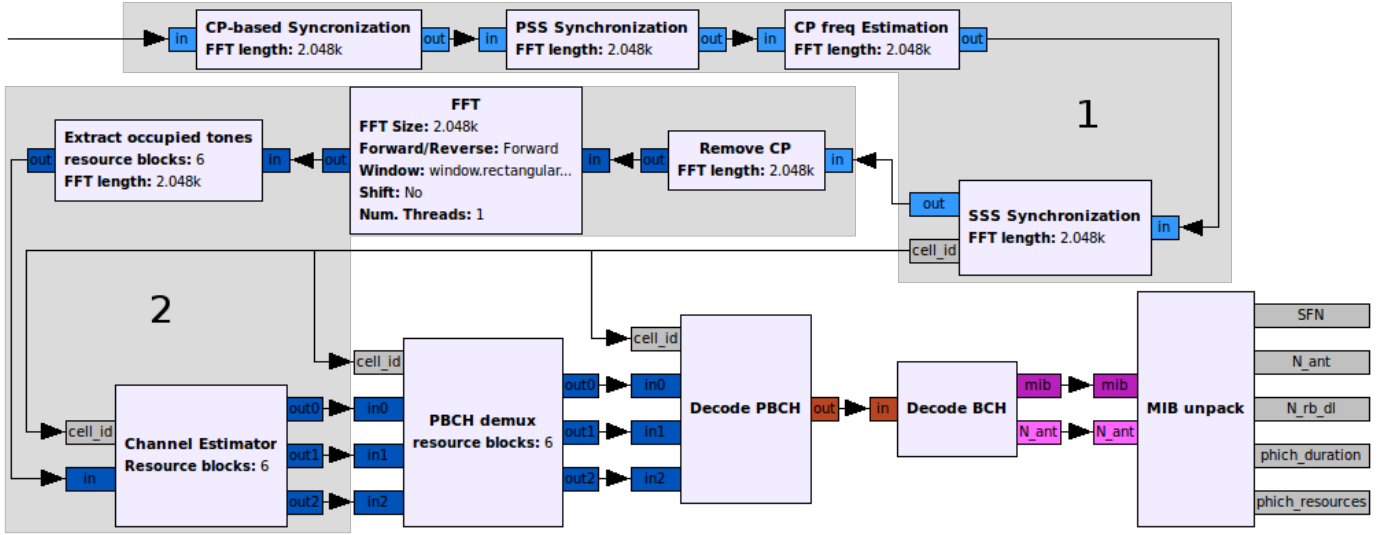 CP-based Syncronization
FFT length: 2.048k
in
out
PSS Synchronization
FFT length: 2.048k
in
out
CP freq Estimation
FFT length: 2.048k
in
out
1
SSS Synchronization
FFT length: 2.048k
in
out
cell_id
Remove CP
FFT length: 2.048k
in
out
FFT
FFT Size: 2.048k
Forward/Reverse: Forward
Window: window.rectangular...
Shift: No
Num. Threads: 1
in
out
Extract occupied tones
resource blocks: 6
FFT length: 2.048k
in
out
2
cell_id
in
Channel Estimator
Resource blocks: 6
out0
out1
out2
cell_id
in0
in1
in2
PBCH demux
resource blocks: 6
out0
out1
out2
cell_id
in0
in1
in2
Decode PBCH
out
in
Decode BCH
mib
N_ant
mib
N_ant
MIB unpack
SFN
N_ant
N_rb_dl
phich_duration
phich_resources